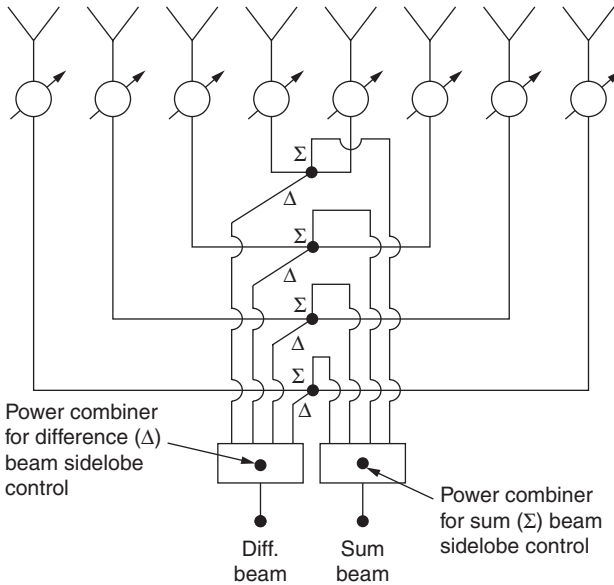 Σ
Δ
Σ
Δ
Σ
Δ
Σ
Δ
Power combiner
for difference (Δ)
beam sidelobe
control
Power combiner
for sum (Σ) beam
sidelobe control
Diff.
beam
Sum
beam